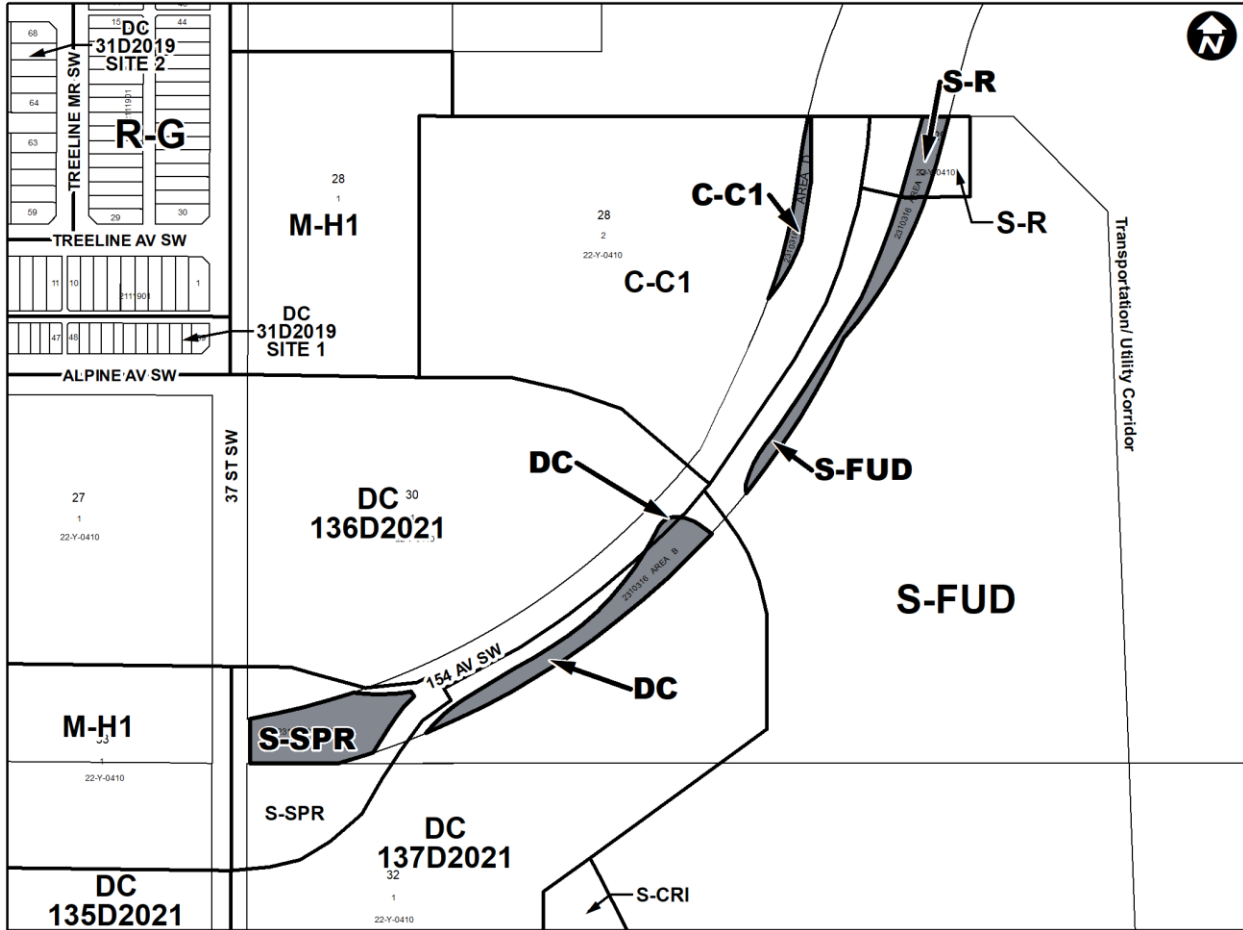 68
64
63
59
DC
31D2019
SITE 2
TREELINE MR SW
15
44
R-G
29
30
TREELINE AV SW
11
10
1
47
48
DC
31D2019
SITE 1
ALPINE AV SW
28
1
M-H1
28
2
22-Y-0410
C-C1
C-C1
AREA D
S-R
S-R
2310316 AREA C
Transportation/ Utility Corridor
N
37 ST SW
27
1
22-Y-0410
DC
30
136D2021
DC
S-FUD
2310316 AREA B
S-FUD
154 AV SW
DC
M-H1
33
1
22-Y-0410
S-SPR
S-SPR
DC
137D2021
32
1
22-Y-0410
S-CRI
DC
135D2021